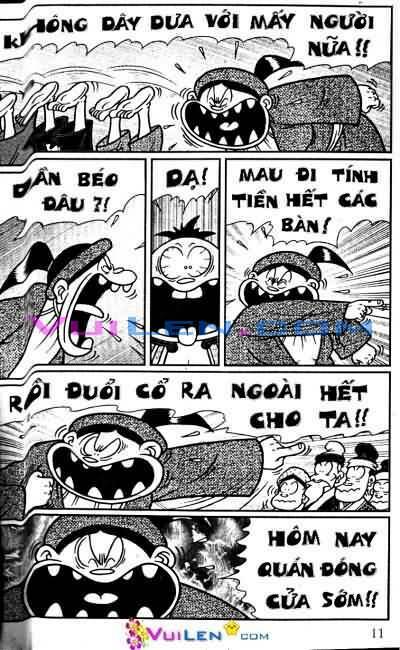 KHÔNG DÂY DƯA VỚI MẤY NGƯỜI
NỮA!!
DẦN BÉO
ĐÂU?!
DẠ!
MAU ĐI TÍNH
TIỀN HẾT CÁC
BÀN!
VUILEN.COM
RỒI ĐUỔI CỔ RA NGOÀI HẾT
CHO TA!!
HÔM NAY
QUÁN ĐÓNG
CỬA SỚM!!
11
VUILEN.COM